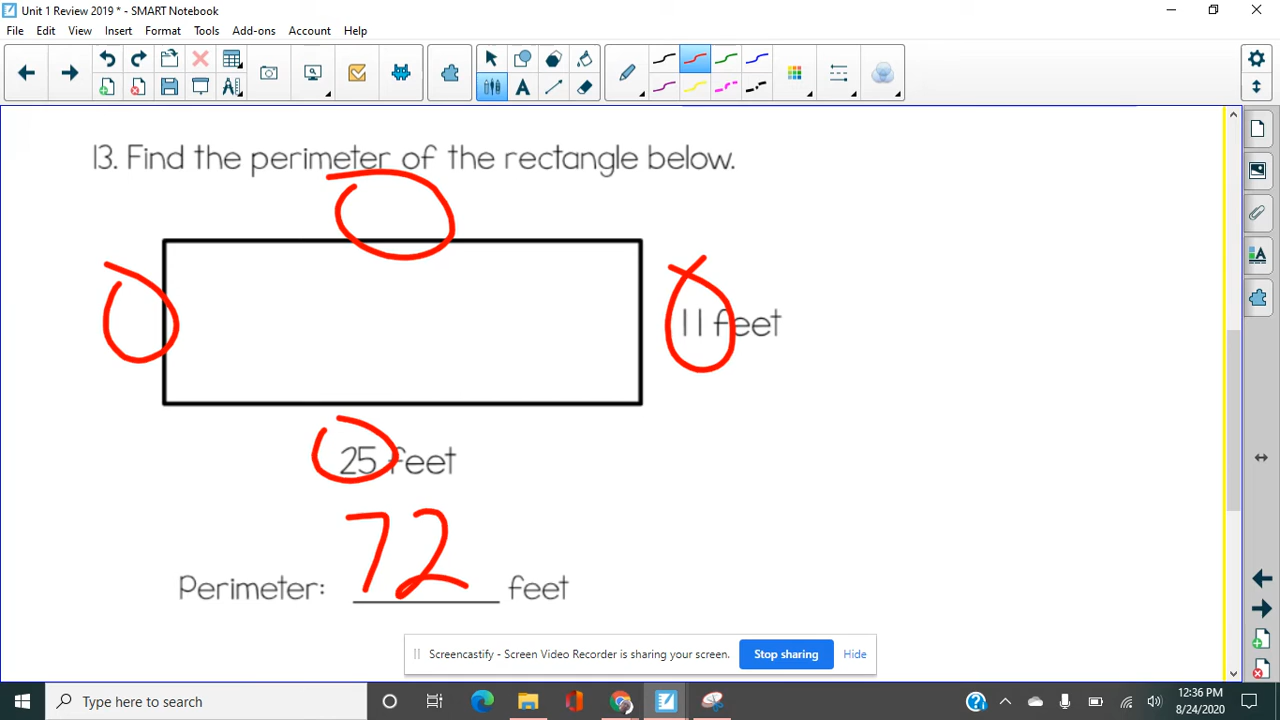 Unit 1 Review 2019 * - SMART Notebook
File Edit View Insert Format Tools Add-ons Account Help
13. Find the perimeter of the rectangle below.
11 feet
25 feet
72
Perimeter: ________ feet
Screencastify - Screen Video Recorder is sharing your screen. Stop sharing Hide
Type here to search
12:36 PM
8/24/2020